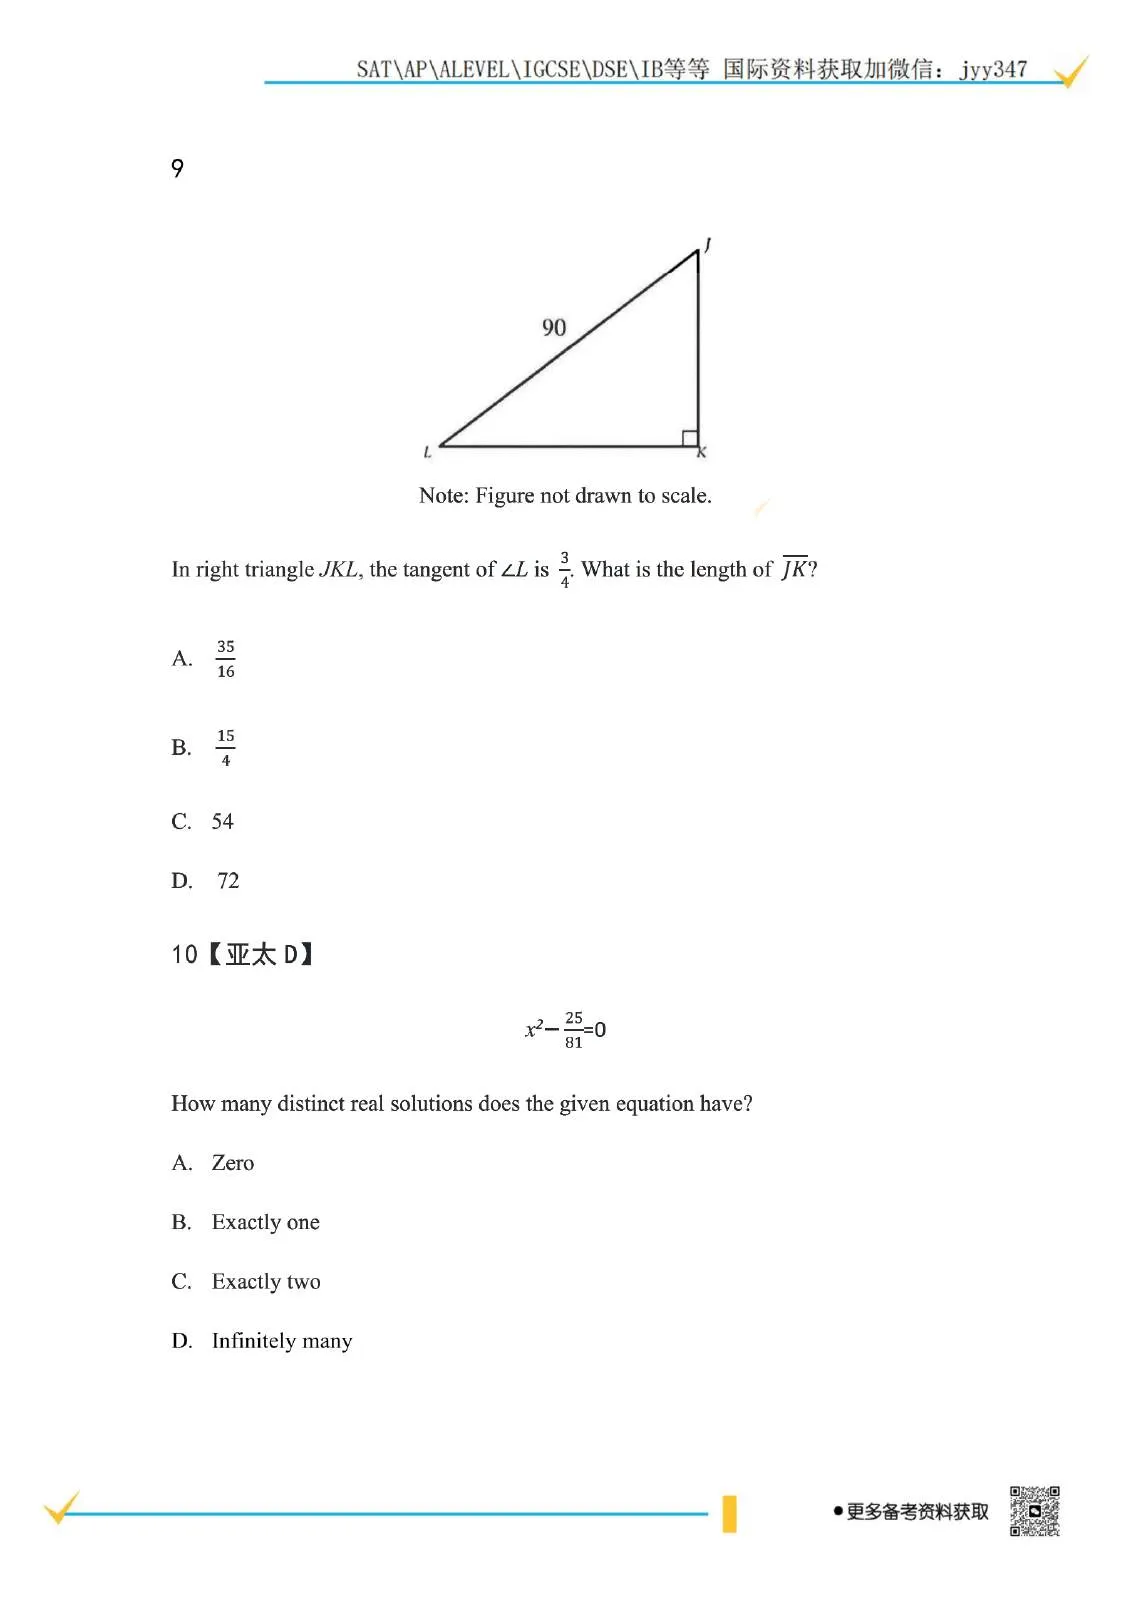 SAT\AP\ALEVEL\IGCSE\DSE\IB等等 国际资料获取加微信：jyy347
9
J
90
L
K
Note: Figure not drawn to scale.
In right triangle JKL, the tangent of ∠L is 3/4. What is the length of J̅K̅?
A. 35/16
B. 15/4
C. 54
D. 72
10【亚太 D】
x²−25/81=0
How many distinct real solutions does the given equation have?
A. Zero
B. Exactly one
C. Exactly two
D. Infinitely many
●更多备考资料获取